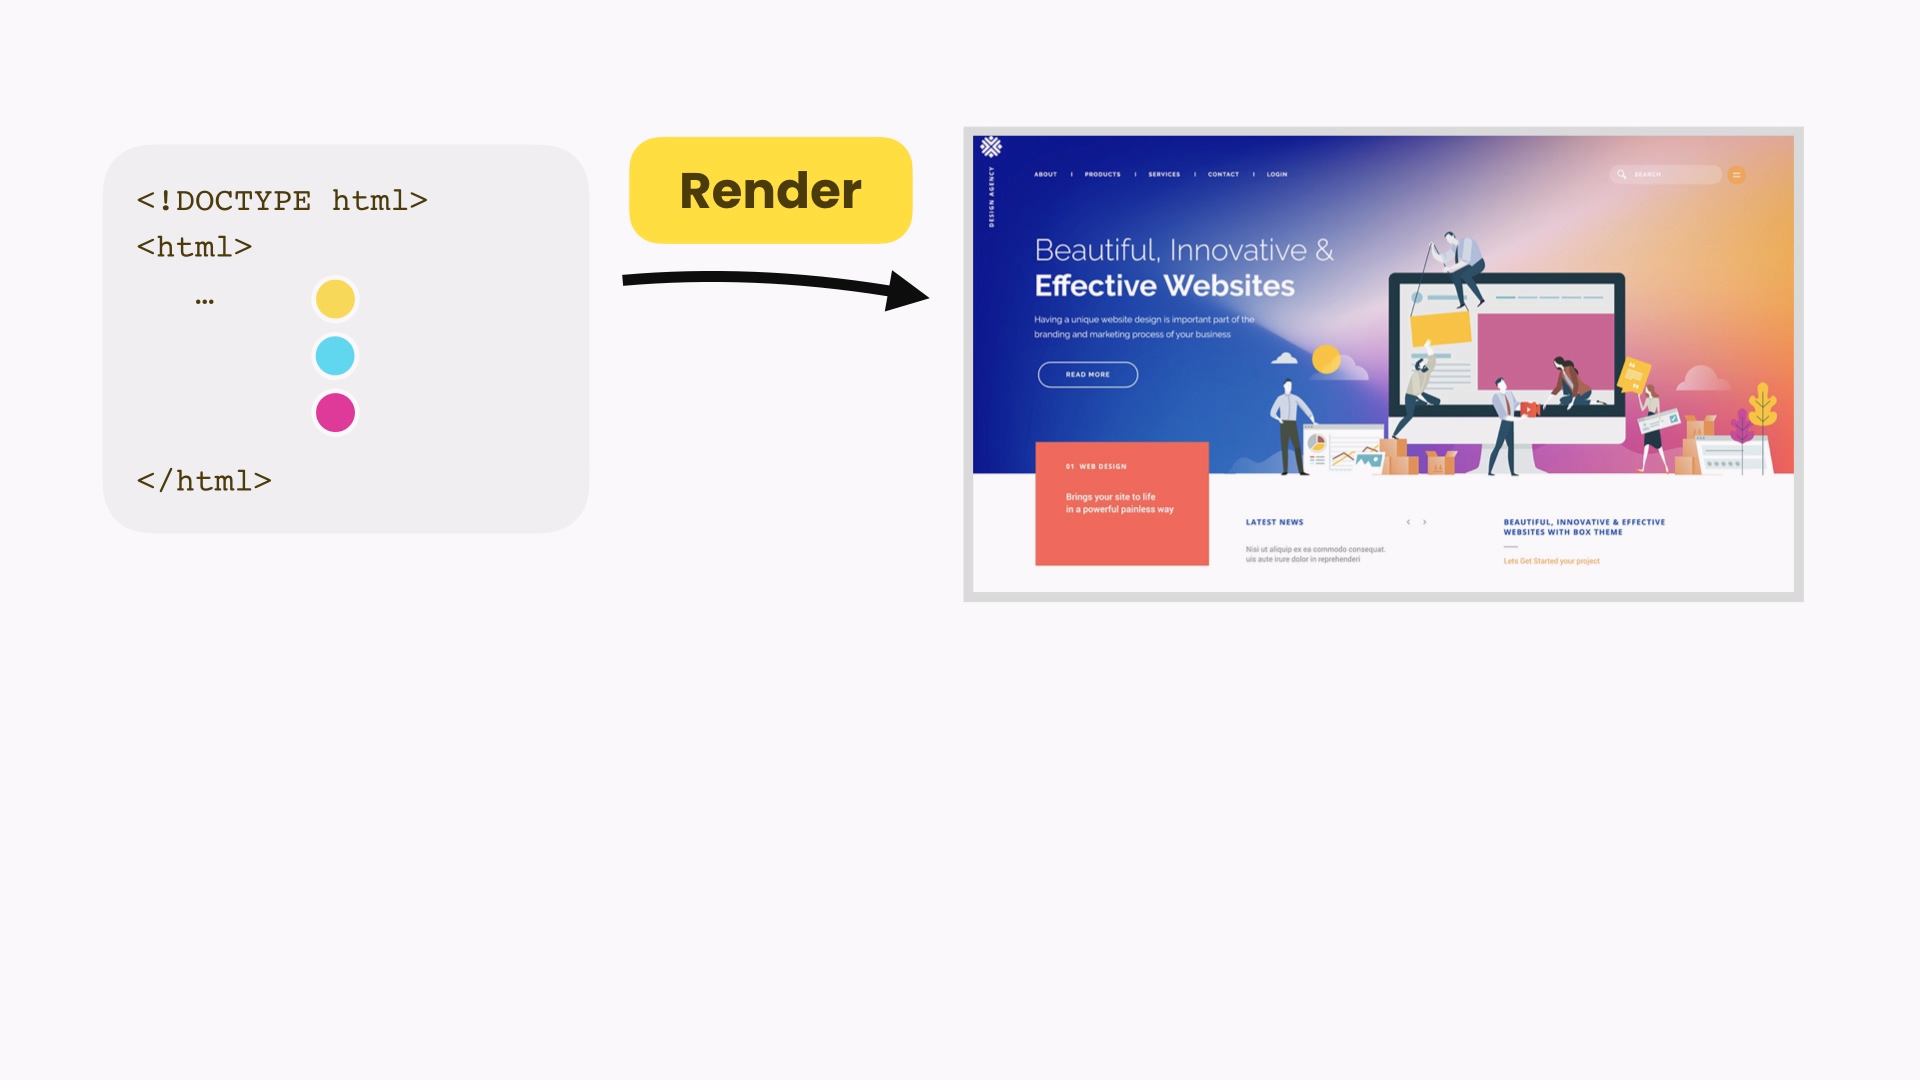 <!DOCTYPE html>
<html>
…
</html>
Render
DESIGN AGENCY
ABOUT | PRODUCTS | SERVICES | CONTACT | LOGIN
SEARCH
Beautiful, Innovative &
Effective Websites
Having a unique website design is important part of the
branding and marketing process of your business
READ MORE
01 WEB DESIGN
Brings your site to life
in a powerful painless way
LATEST NEWS
Nisi ut aliquip ex ea commodo consequat.
uis aute irure dolor in reprehenderi
BEAUTIFUL, INNOVATIVE & EFFECTIVE
WEBSITES WITH BOX THEME
Lets Get Started your project